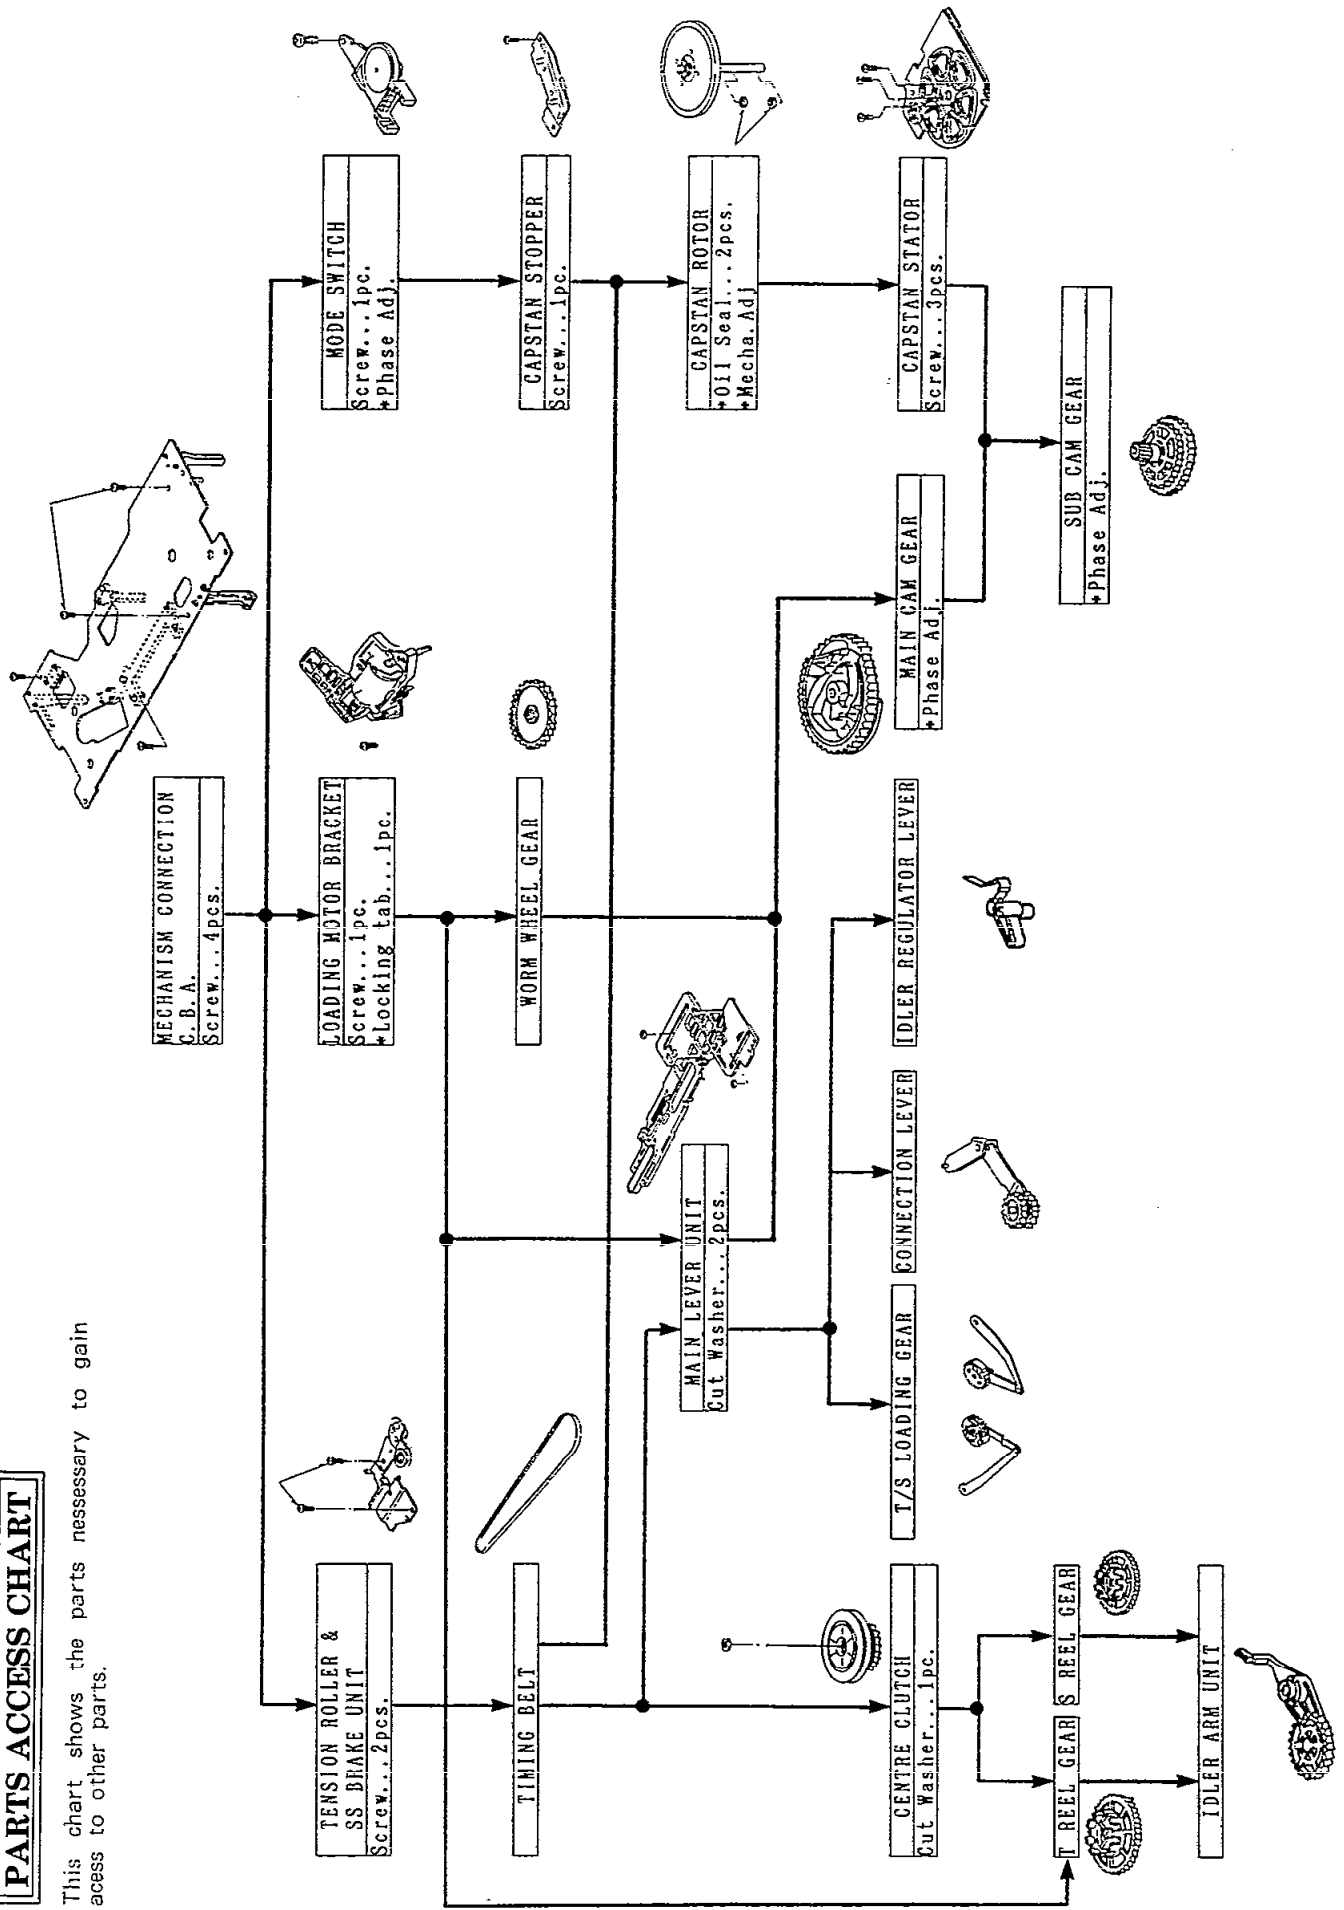 PARTS ACCESS CHART
This chart shows the parts nessessary to gain
acess to other parts.
MECHANISM CONNECTION
C.B.A.
Screw...4pcs.
TENSION ROLLER &
SS BRAKE UNIT
Screw...2pcs.
LOADING MOTOR BRACKET
Screw...1pc.
*Locking tab...1pc.
MODE SWITCH
Screw...1pc.
*Phase Adj.
TIMING BELT
WORM WHEEL GEAR
CAPSTAN STOPPER
Screw...1pc.
MAIN LEVER UNIT
Cut Washer...2pcs.
CAPSTAN ROTOR
*Oil Seal...2pcs.
*Mecha.Adj
CENTRE CLUTCH
Cut Washer...1pc.
T/S LOADING GEAR
CONNECTION LEVER
IDLER REGULATOR LEVER
MAIN CAM GEAR
*Phase Adj.
CAPSTAN STATOR
Screw...3pcs.
T REEL GEAR
S REEL GEAR
SUB CAM GEAR
*Phase Adj.
IDLER ARM UNIT